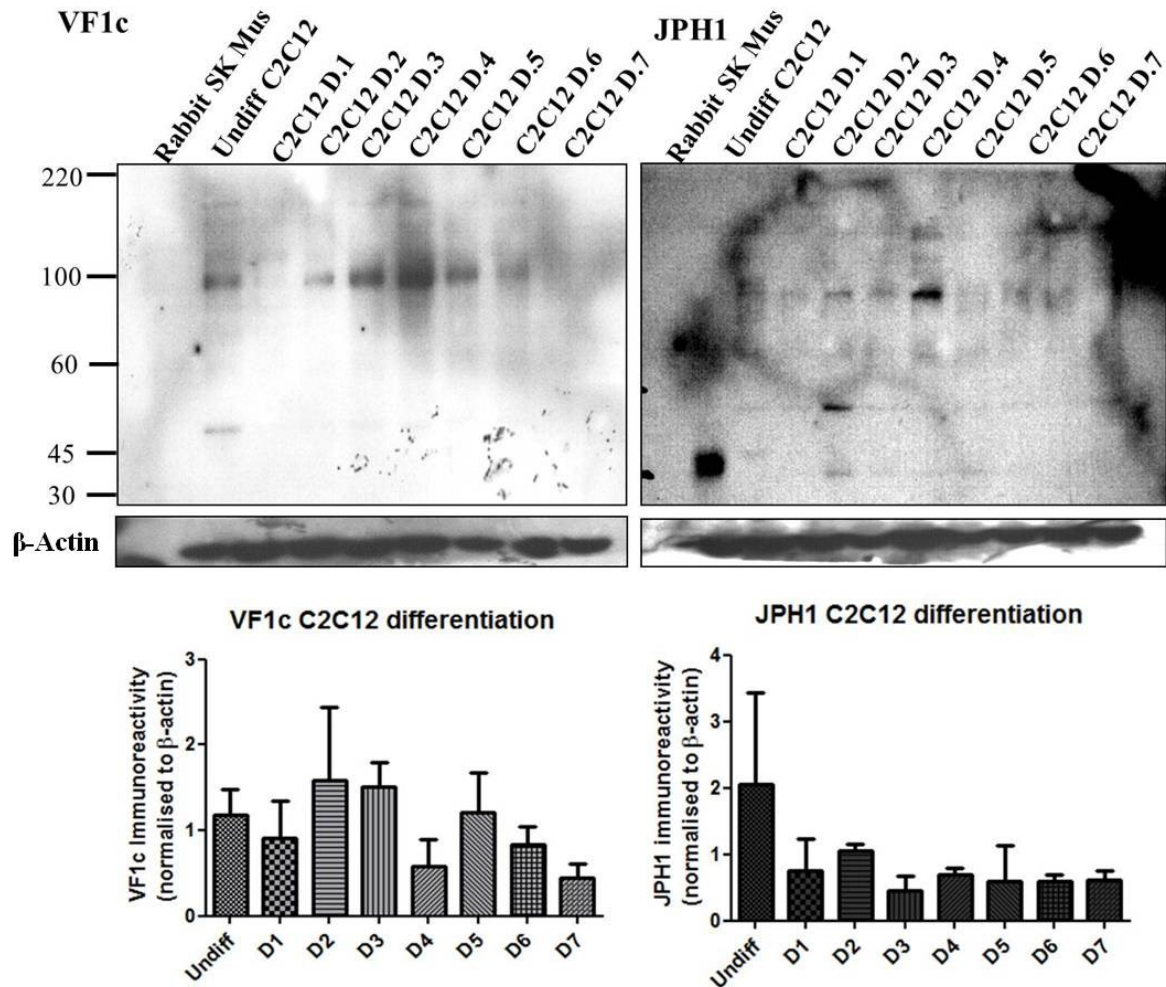 VF1c
Rabbit SK Mus
Undiff C2C12
C2C12 D.1
C2C12 D.2
C2C12 D.3
C2C12 D.4
C2C12 D.5
C2C12 D.6
C2C12 D.7
JPH1
Rabbit SK Mus
Undiff C2C12
C2C12 D.1
C2C12 D.2
C2C12 D.3
C2C12 D.4
C2C12 D.5
C2C12 D.6
C2C12 D.7
220
100
60
45
30
β-Actin
VF1c C2C12 differentiation
VF1c Immunoreactivity
(normalised to β-actin)
3
2
1
0
Undiff
D1
D2
D3
D4
D5
D6
D7
JPH1 C2C12 differentiation
JPH1 immunoreactivity
(normalised to β-actin)
4
3
2
1
0
Undiff
D1
D2
D3
D4
D5
D6
D7